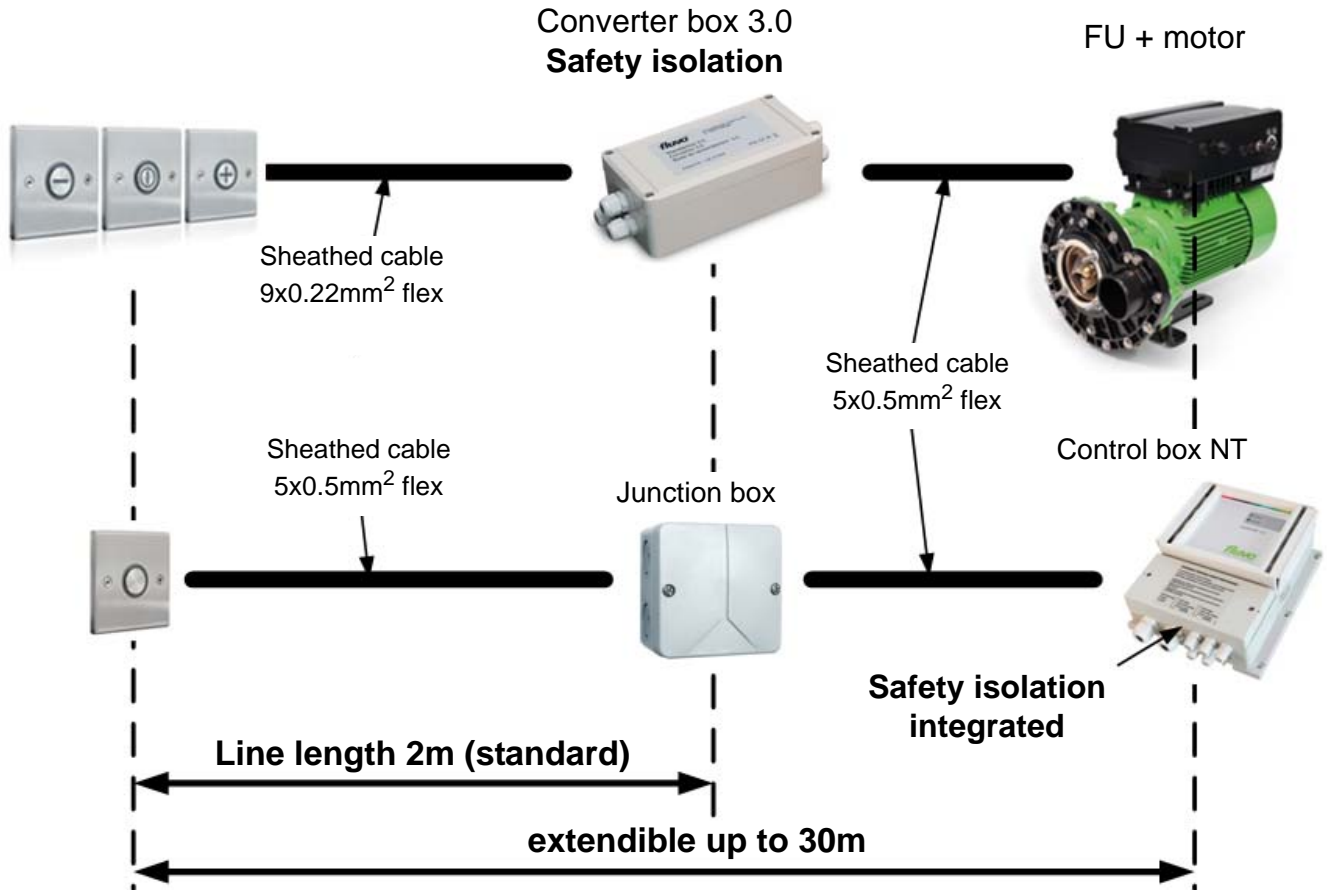 Converter box 3.0
Safety isolation
FU + motor
fluvo
Sheathed cable
9x0.22mm² flex
Sheathed cable
5x0.5mm² flex
Sheathed cable
5x0.5mm² flex
Junction box
Control box NT
fluvo
Safety isolation
integrated
Line length 2m (standard)
extendible up to 30m